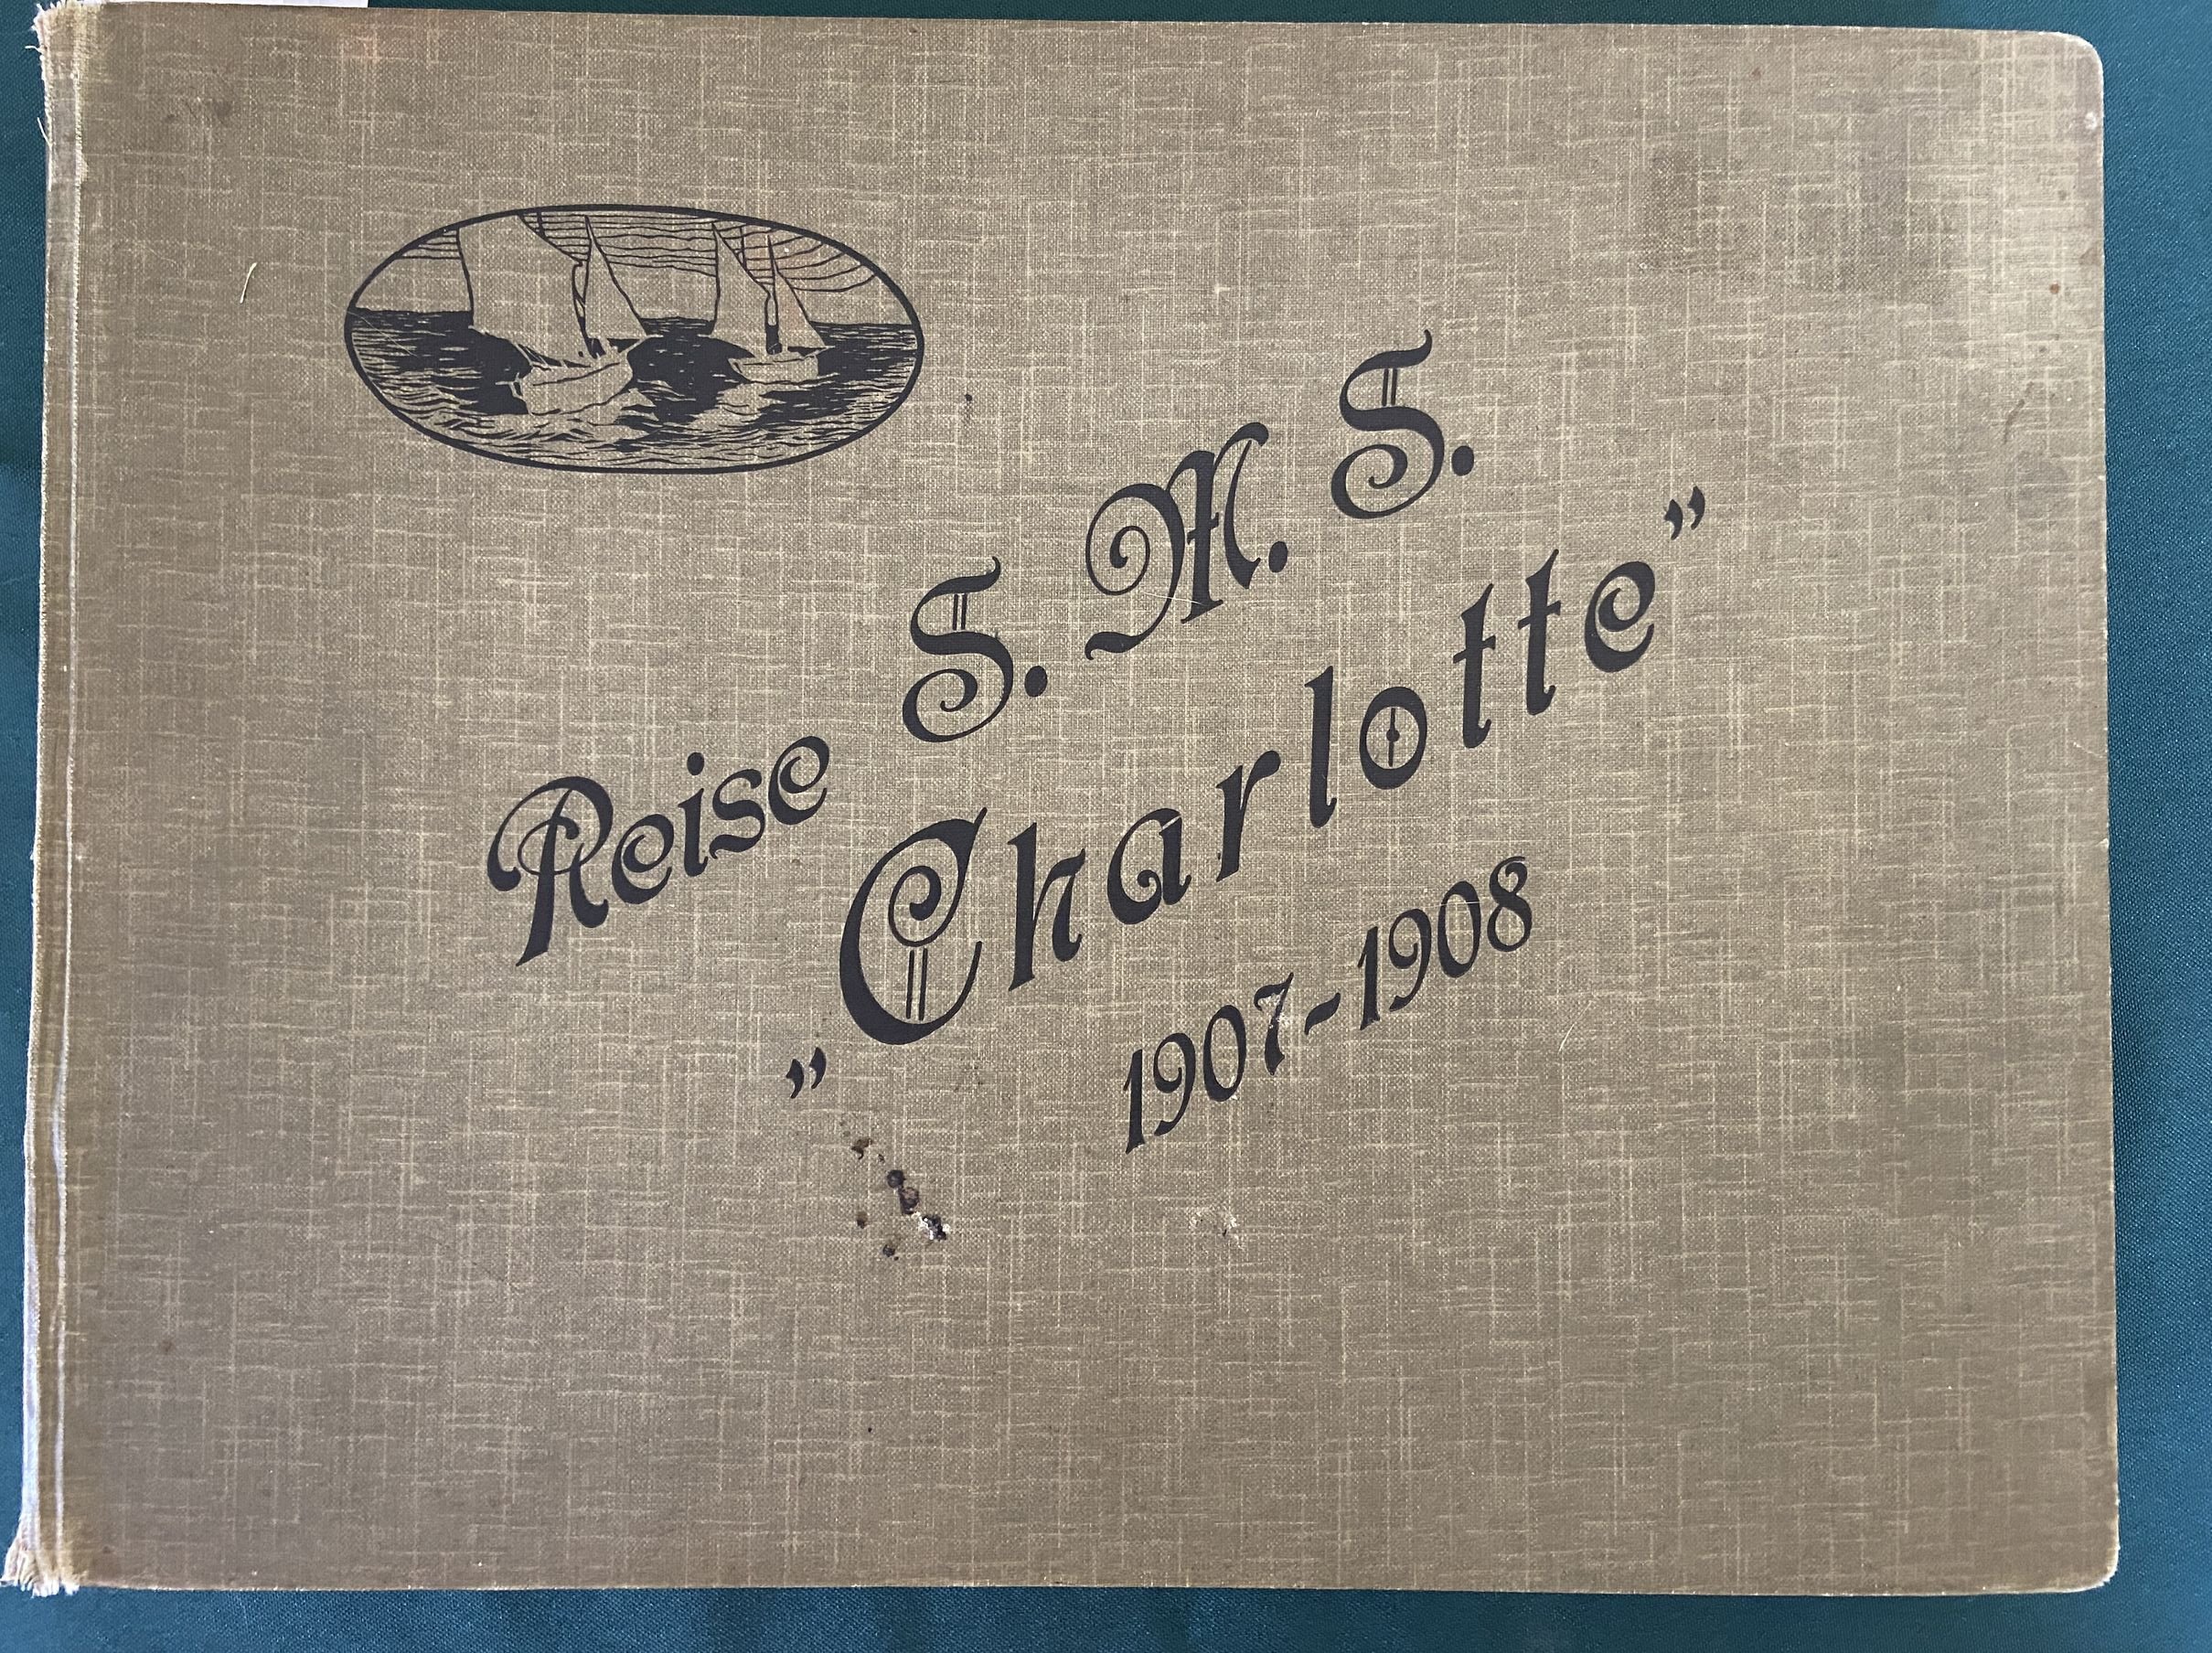 Reise S. M. S.
„Charlotte”
1907-1908